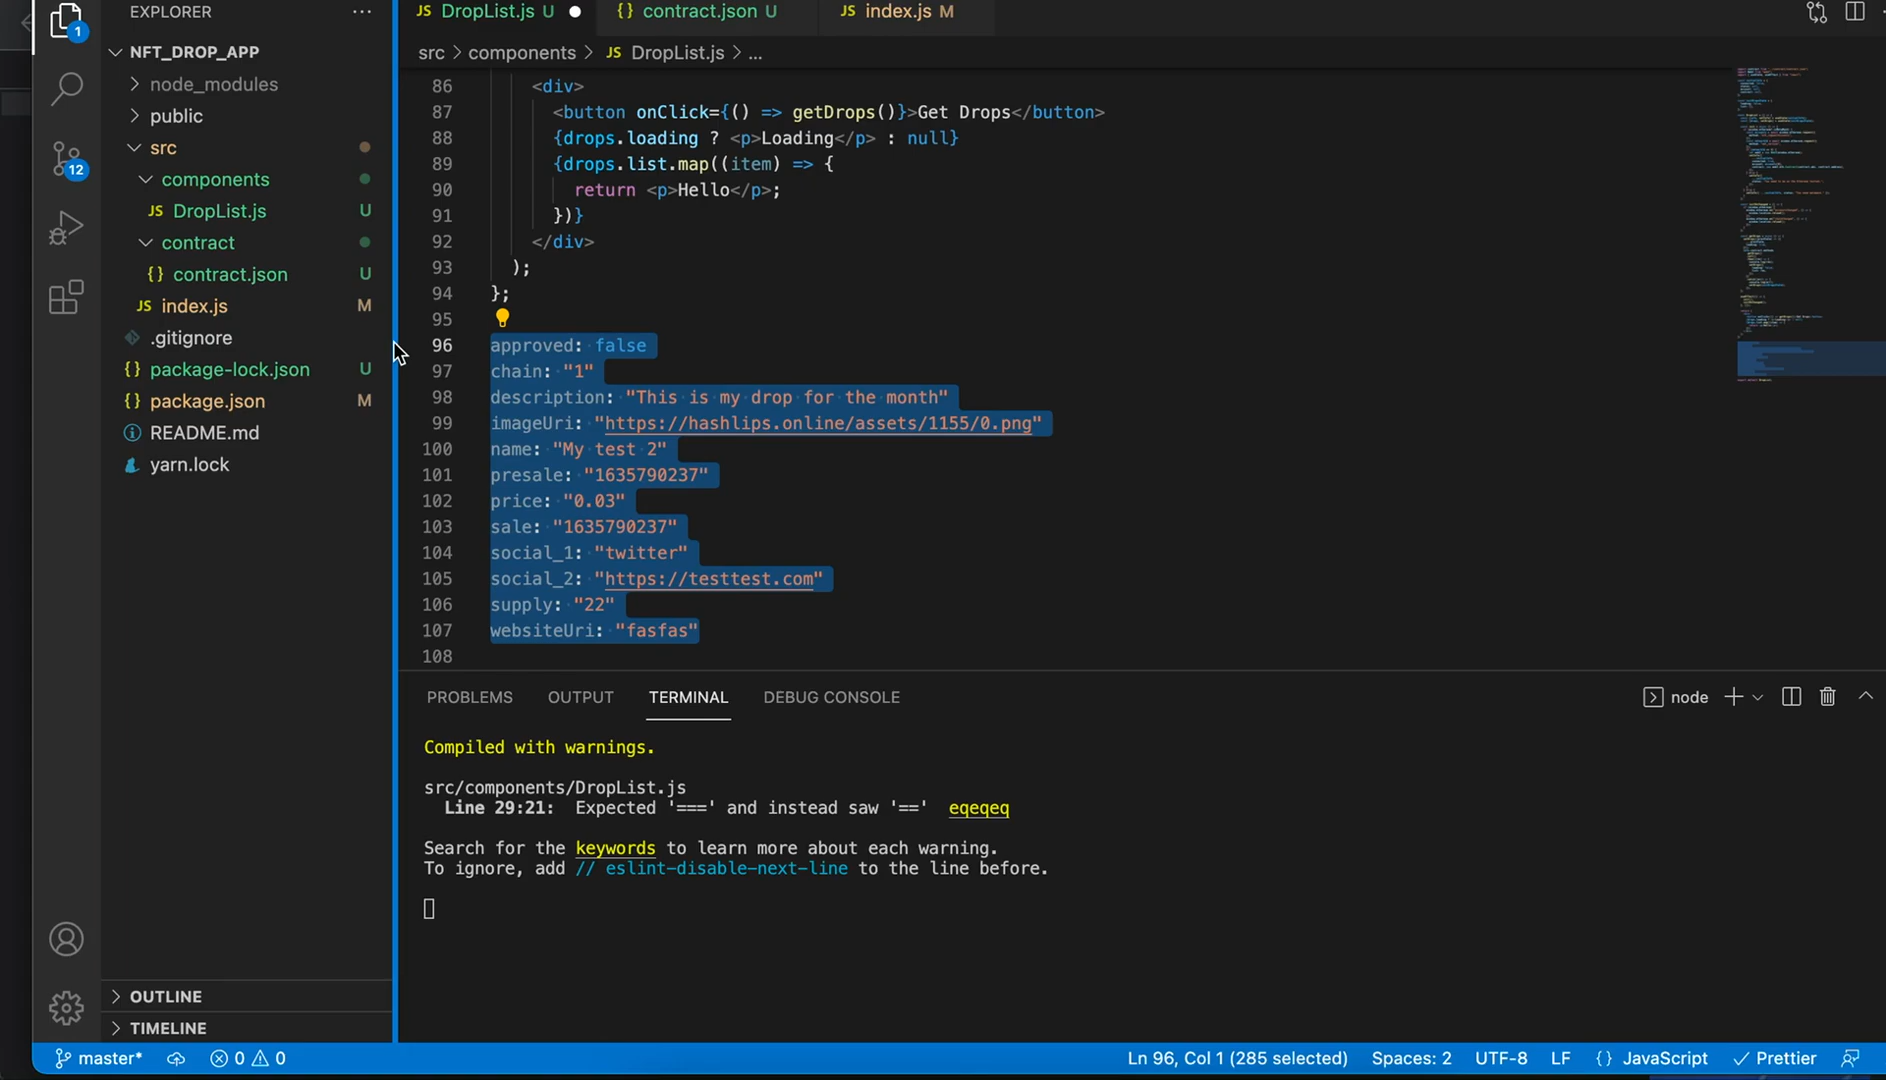 EXPLORER
NFT_DROP_APP
node_modules
public
src
components
JS DropList.js U
contract
{} contract.json U
JS index.js M
.gitignore
{} package-lock.json U
{} package.json M
README.md
yarn.lock
OUTLINE
TIMELINE
1
12
JS DropList.js U
{} contract.json U
JS index.js M
src > components > JS DropList.js > ...
86 <div>
87 <button onClick={() => getDrops()}>Get Drops</button>
88 {drops.loading ? <p>Loading</p> : null}
89 {drops.list.map((item) => {
90 return <p>Hello</p>;
91 })}
92 </div>
93 );
94 };
95
96 approved: false
97 chain: "1"
98 description: "This is my drop for the month"
99 imageUri: "https://hashlips.online/assets/1155/0.png"
100 name: "My test 2"
101 presale: "1635790237"
102 price: "0.03"
103 sale: "1635790237"
104 social_1: "twitter"
105 social_2: "https://testtest.com"
106 supply: "22"
107 websiteUri: "fasfas"
108
PROBLEMS OUTPUT TERMINAL DEBUG CONSOLE
node
Compiled with warnings.
src/components/DropList.js
Line 29:21: Expected '===' and instead saw '==' eqeqeq
Search for the keywords to learn more about each warning.
To ignore, add // eslint-disable-next-line to the line before.
master* 0 0 Ln 96, Col 1 (285 selected) Spaces: 2 UTF-8 LF {} JavaScript Prettier